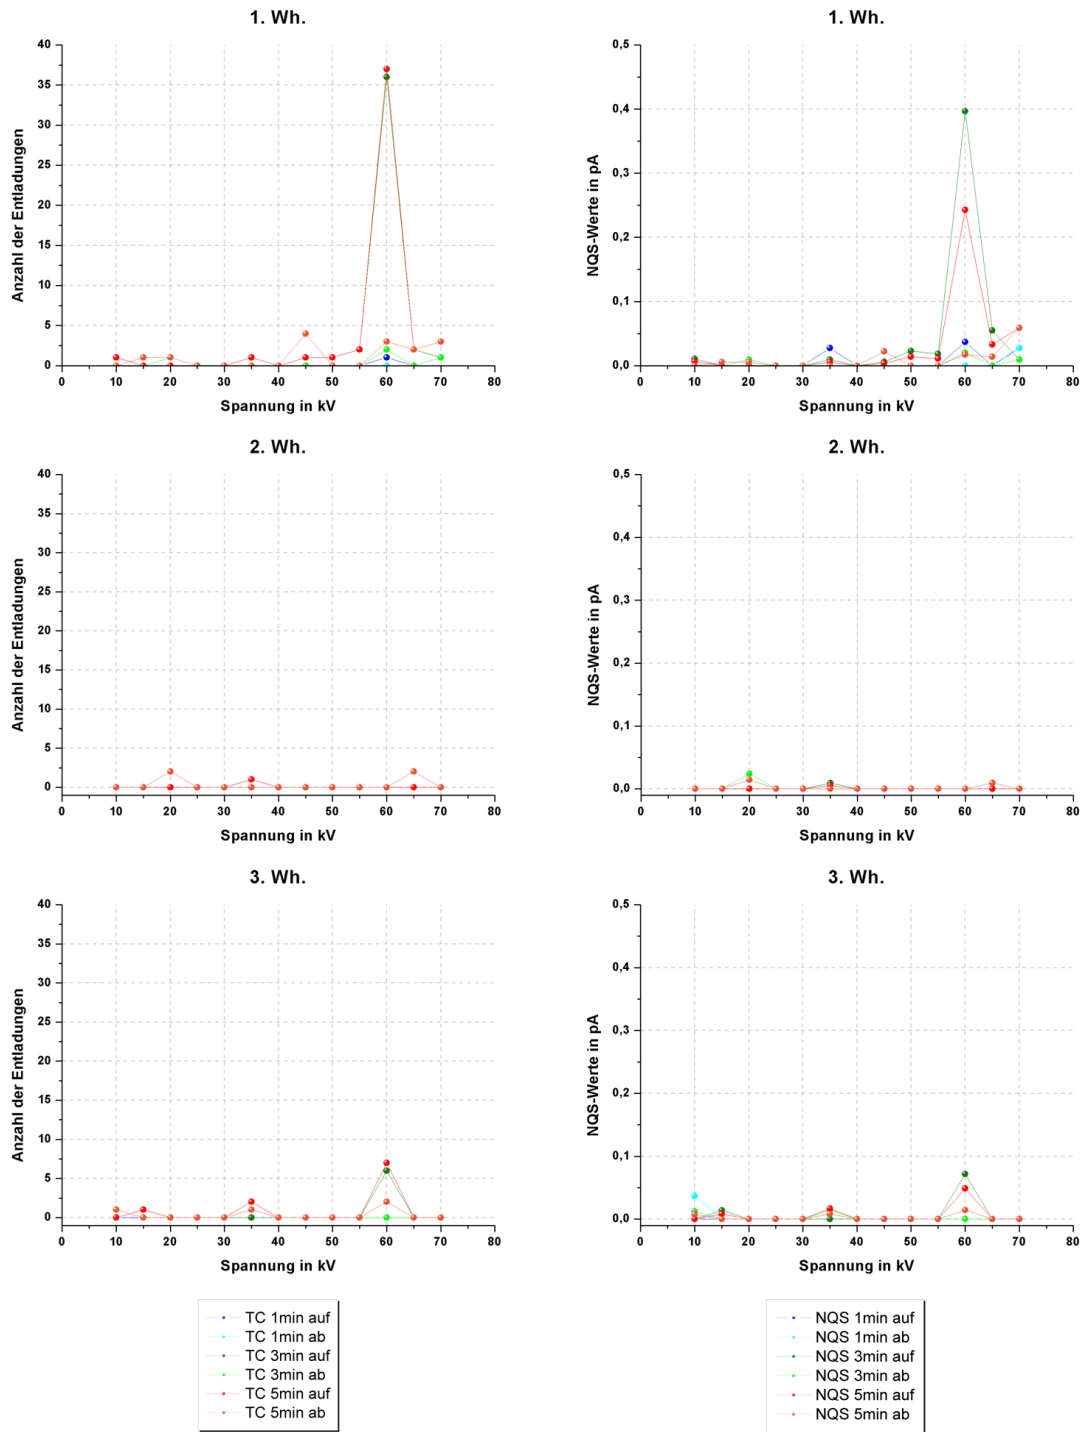 1. Wh.
40
35
30
25
20
15
10
5
0
Anzahl der Entladungen
0 10 20 30 40 50 60 70 80
Spannung in kV
1. Wh.
0,5
0,4
0,3
0,2
0,1
0,0
NQS-Werte in pA
0 10 20 30 40 50 60 70 80
Spannung in kV
2. Wh.
40
35
30
25
20
15
10
5
0
Anzahl der Entladungen
0 10 20 30 40 50 60 70 80
Spannung in kV
2. Wh.
0,5
0,4
0,3
0,2
0,1
0,0
NQS-Werte in pA
0 10 20 30 40 50 60 70 80
Spannung in kV
3. Wh.
40
35
30
25
20
15
10
5
0
Anzahl der Entladungen
0 10 20 30 40 50 60 70 80
Spannung in kV
3. Wh.
0,5
0,4
0,3
0,2
0,1
0,0
NQS-Werte in pA
0 10 20 30 40 50 60 70 80
Spannung in kV
TC 1min auf
TC 1min ab
TC 3min auf
TC 3min ab
TC 5min auf
TC 5min ab
NQS 1min auf
NQS 1min ab
NQS 3min auf
NQS 3min ab
NQS 5min auf
NQS 5min ab